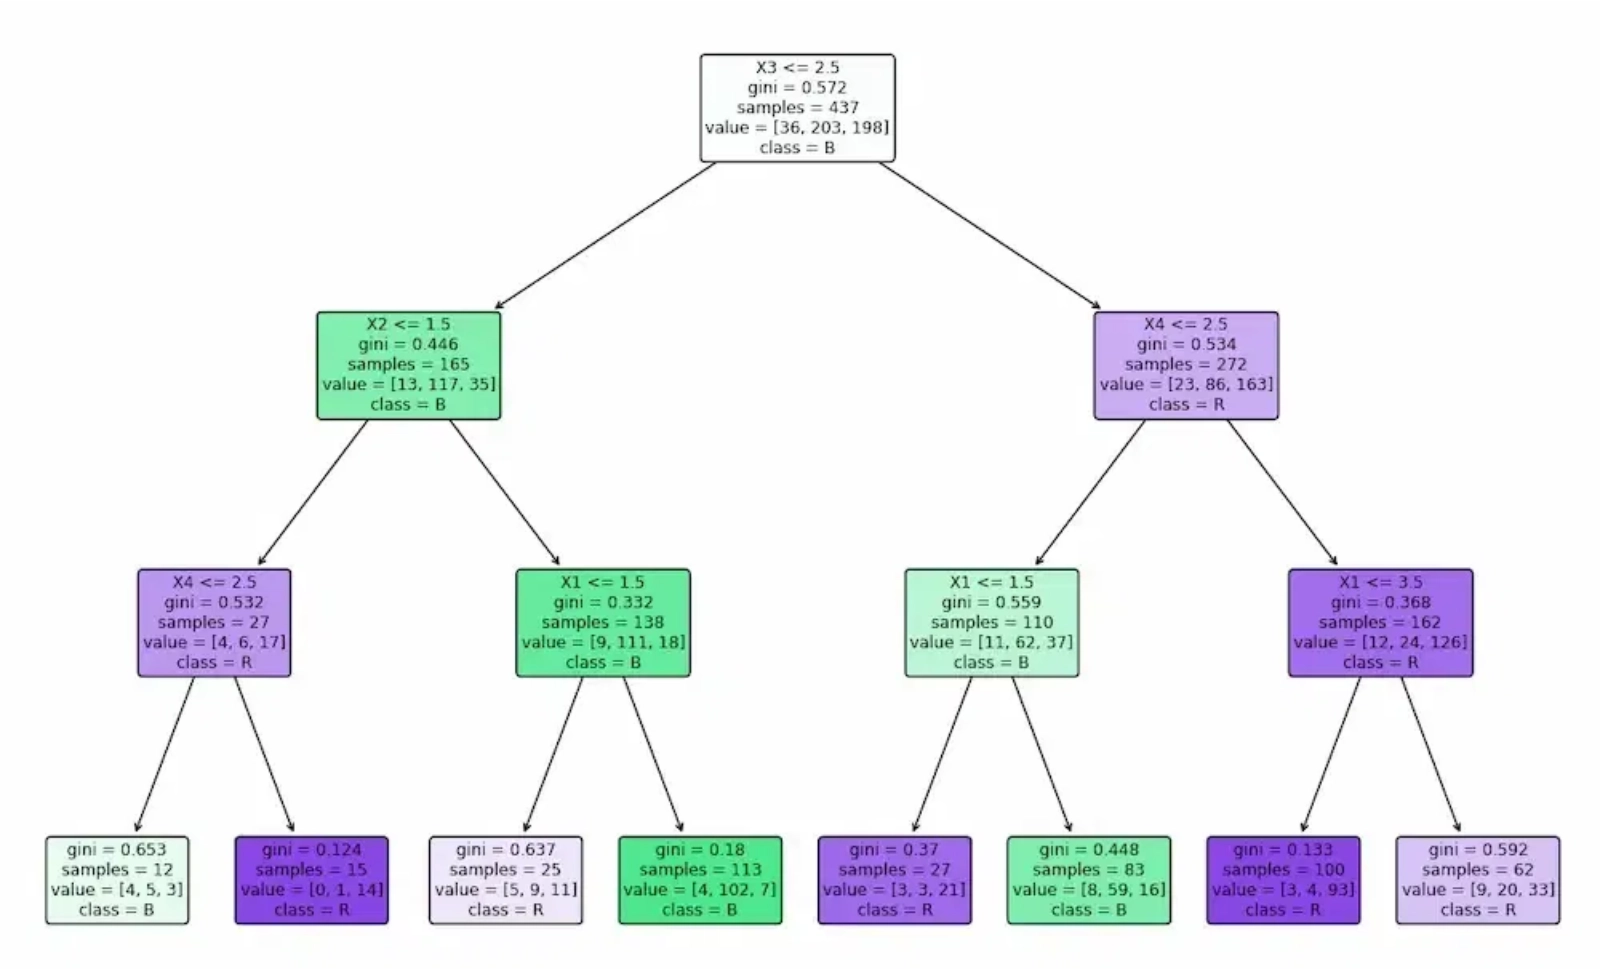 X3 <= 2.5
gini = 0.572
samples = 437
value = [36, 203, 198]
class = B
X2 <= 1.5
gini = 0.446
samples = 165
value = [13, 117, 35]
class = B
X4 <= 2.5
gini = 0.534
samples = 272
value = [23, 86, 163]
class = R
X4 <= 2.5
gini = 0.532
samples = 27
value = [4, 6, 17]
class = R
X1 <= 1.5
gini = 0.332
samples = 138
value = [9, 111, 18]
class = B
X1 <= 1.5
gini = 0.559
samples = 110
value = [11, 62, 37]
class = B
X1 <= 3.5
gini = 0.368
samples = 162
value = [12, 24, 126]
class = R
gini = 0.653
samples = 12
value = [4, 5, 3]
class = B
gini = 0.124
samples = 15
value = [0, 1, 14]
class = R
gini = 0.637
samples = 25
value = [5, 9, 11]
class = R
gini = 0.18
samples = 113
value = [4, 102, 7]
class = B
gini = 0.37
samples = 27
value = [3, 3, 21]
class = R
gini = 0.448
samples = 83
value = [8, 59, 16]
class = B
gini = 0.133
samples = 100
value = [3, 4, 93]
class = R
gini = 0.592
samples = 62
value = [9, 20, 33]
class = R